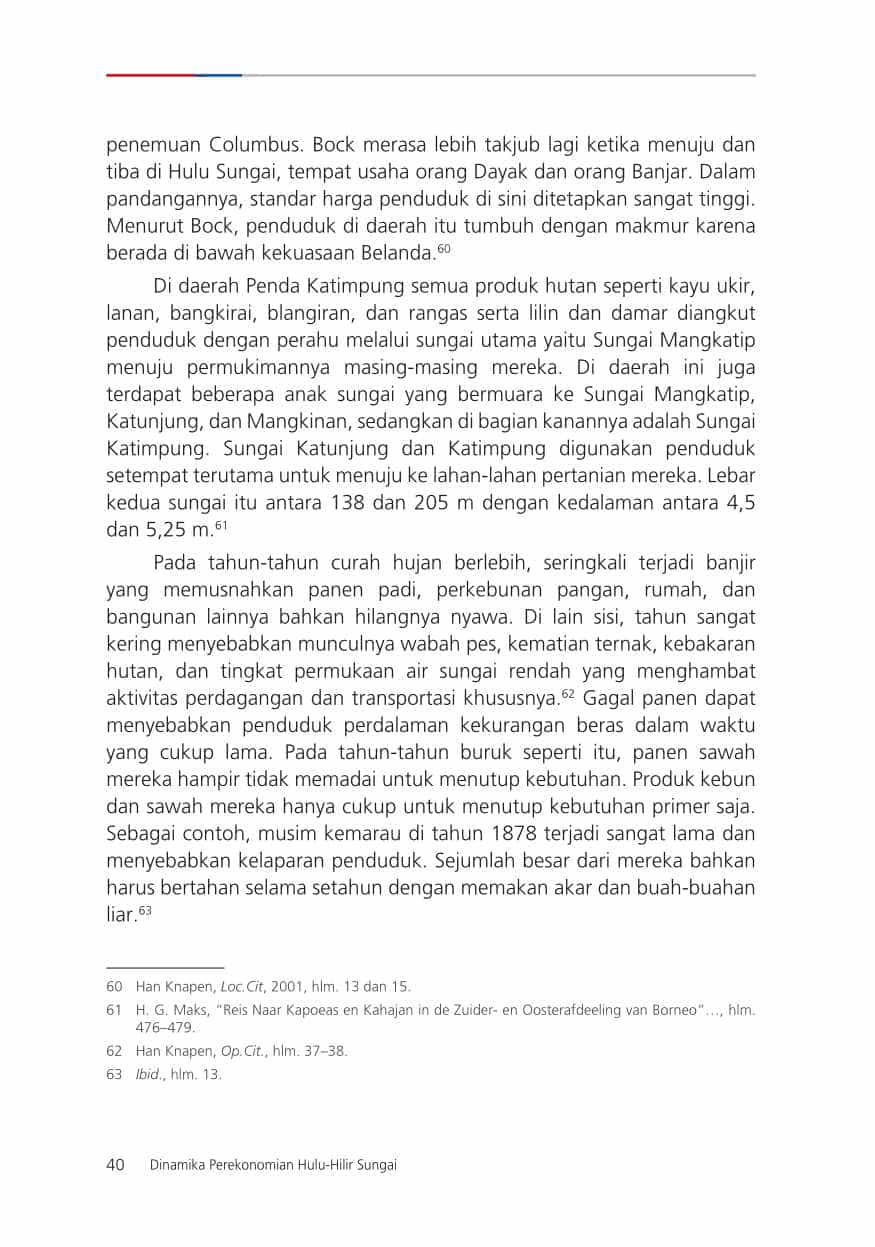 penemuan Columbus. Bock merasa lebih takjub lagi ketika menuju dan
tiba di Hulu Sungai, tempat usaha orang Dayak dan orang Banjar. Dalam
pandangannya, standar harga penduduk di sini ditetapkan sangat tinggi.
Menurut Bock, penduduk di daerah itu tumbuh dengan makmur karena
berada di bawah kekuasaan Belanda.⁶⁰
Di daerah Penda Katimpung semua produk hutan seperti kayu ukir,
lanan, bangkirai, blangiran, dan rangas serta lilin dan damar diangkut
penduduk dengan perahu melalui sungai utama yaitu Sungai Mangkatip
menuju permukimannya masing-masing mereka. Di daerah ini juga
terdapat beberapa anak sungai yang bermuara ke Sungai Mangkatip,
Katunjung, dan Mangkinan, sedangkan di bagian kanannya adalah Sungai
Katimpung. Sungai Katunjung dan Katimpung digunakan penduduk
setempat terutama untuk menuju ke lahan-lahan pertanian mereka. Lebar
kedua sungai itu antara 138 dan 205 m dengan kedalaman antara 4,5
dan 5,25 m.⁶¹
Pada tahun-tahun curah hujan berlebih, seringkali terjadi banjir
yang memusnahkan panen padi, perkebunan pangan, rumah, dan
bangunan lainnya bahkan hilangnya nyawa. Di lain sisi, tahun sangat
kering menyebabkan munculnya wabah pes, kematian ternak, kebakaran
hutan, dan tingkat permukaan air sungai rendah yang menghambat
aktivitas perdagangan dan transportasi khususnya.⁶² Gagal panen dapat
menyebabkan penduduk perdalaman kekurangan beras dalam waktu
yang cukup lama. Pada tahun-tahun buruk seperti itu, panen sawah
mereka hampir tidak memadai untuk menutup kebutuhan. Produk kebun
dan sawah mereka hanya cukup untuk menutup kebutuhan primer saja.
Sebagai contoh, musim kemarau di tahun 1878 terjadi sangat lama dan
menyebabkan kelaparan penduduk. Sejumlah besar dari mereka bahkan
harus bertahan selama setahun dengan memakan akar dan buah-buahan
liar.⁶³
60 Han Knapen, Loc.Cit, 2001, hlm. 13 dan 15.
61 H. G. Maks, “Reis Naar Kapoeas en Kahajan in de Zuider- en Oosterafdeeling van Borneo”…, hlm.
476–479.
62 Han Knapen, Op.Cit., hlm. 37–38.
63 Ibid., hlm. 13.
40 Dinamika Perekonomian Hulu-Hilir Sungai